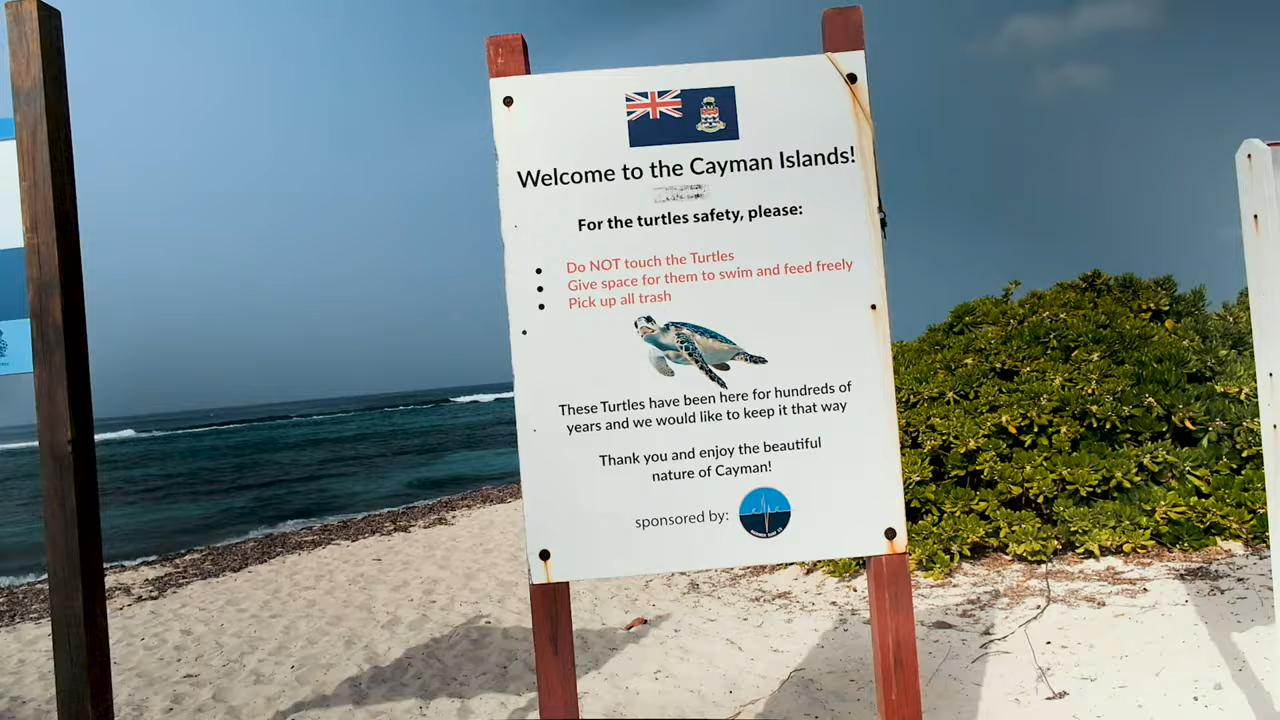 Welcome to the Cayman Islands!
For the turtles safety, please:
Do NOT touch the Turtles
Give space for them to swim and feed freely
Pick up all trash
These Turtles have been here for hundreds of
years and we would like to keep it that way
Thank you and enjoy the beautiful
nature of Cayman!
sponsored by: